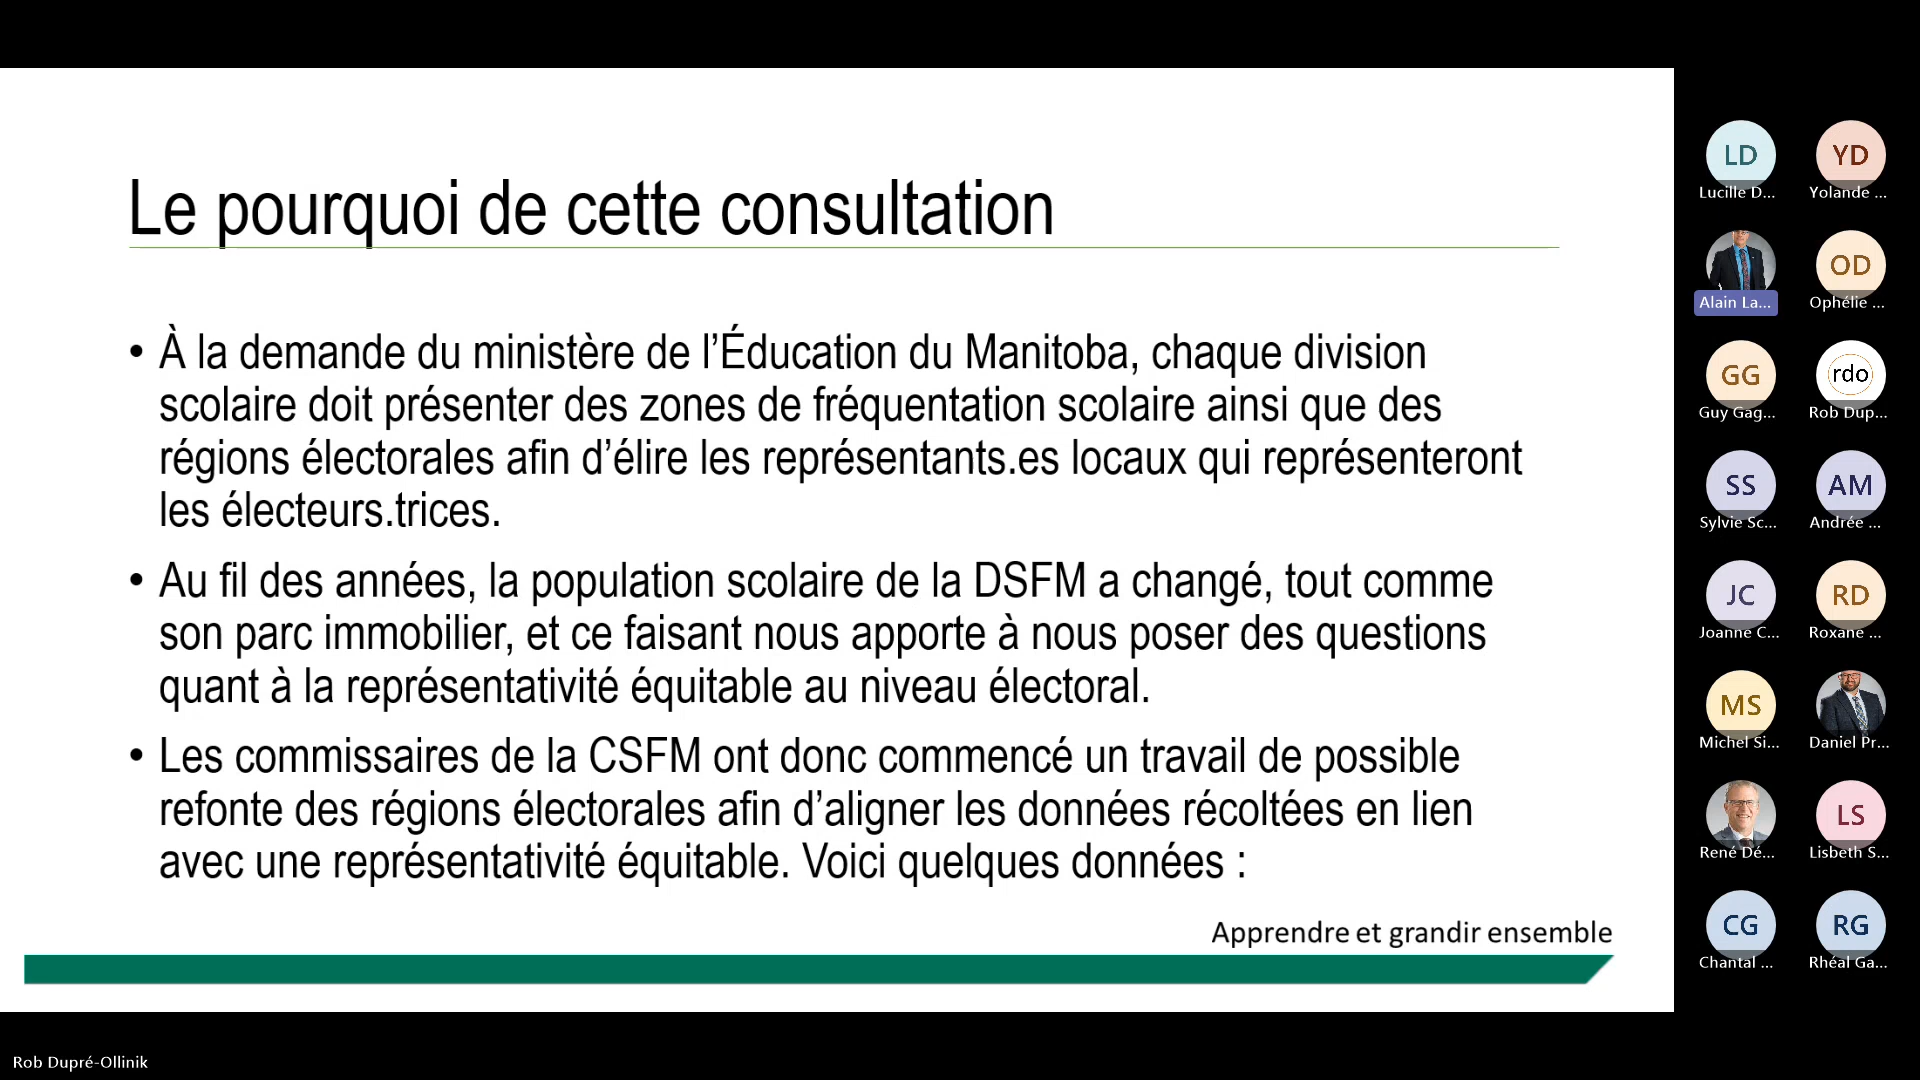 Le pourquoi de cette consultation
• À la demande du ministère de l’Éducation du Manitoba, chaque division
scolaire doit présenter des zones de fréquentation scolaire ainsi que des
régions électorales afin d’élire les représentants.es locaux qui représenteront
les électeurs.trices.
• Au fil des années, la population scolaire de la DSFM a changé, tout comme
son parc immobilier, et ce faisant nous apporte à nous poser des questions
quant à la représentativité équitable au niveau électoral.
• Les commissaires de la CSFM ont donc commencé un travail de possible
refonte des régions électorales afin d’aligner les données récoltées en lien
avec une représentativité équitable. Voici quelques données :
Apprendre et grandir ensemble
LD
Lucille D...
YD
Yolande ...
Alain La...
OD
Ophélie ...
GG
Guy Gag...
rdo
Rob Dup...
SS
Sylvie Sc...
AM
Andrée ...
JC
Joanne C...
RD
Roxane ...
MS
Michel Si...
Daniel Pr...
René Dé...
LS
Lisbeth S...
CG
Chantal ...
RG
Rhéal Ga...
Rob Dupré-Ollinik